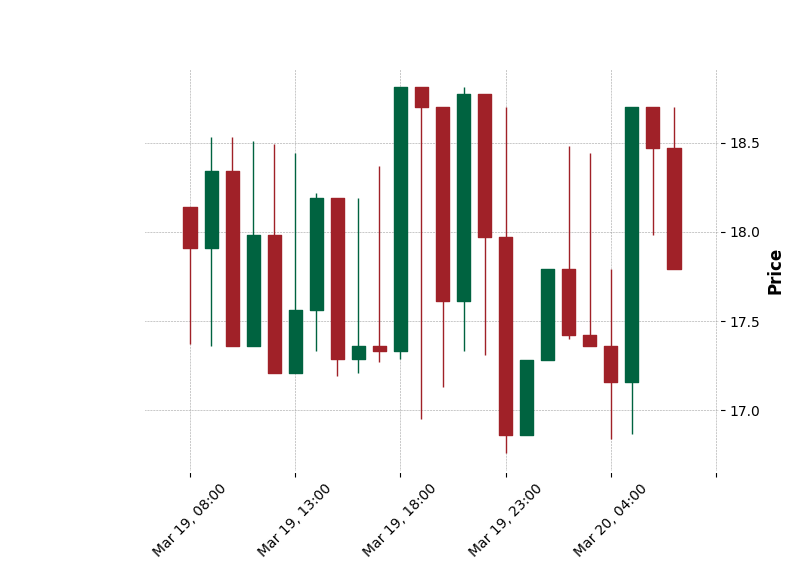 18.5
18.0
17.5
17.0
Price
Mar 19, 08:00
Mar 19, 13:00
Mar 19, 18:00
Mar 19, 23:00
Mar 20, 04:00